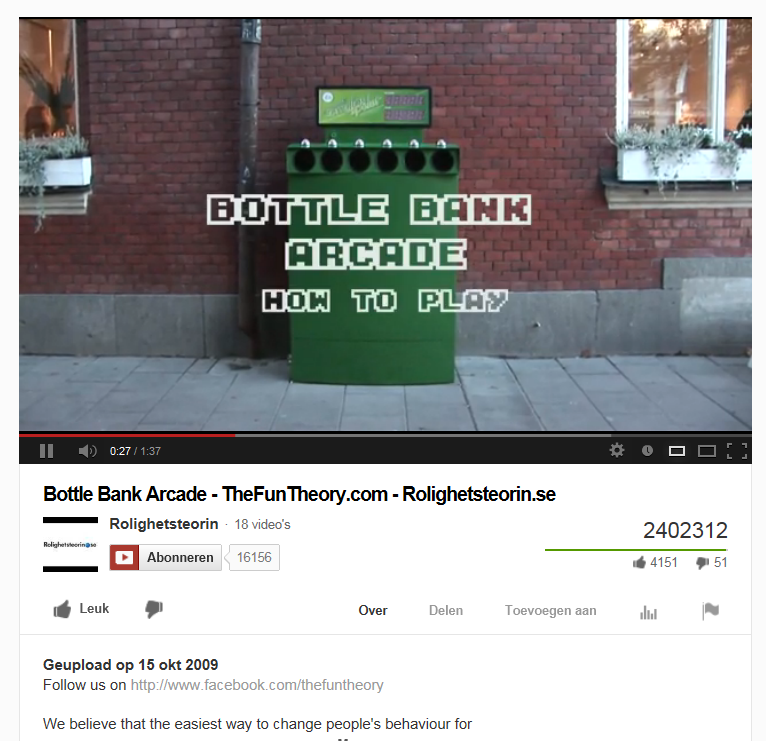 BOTTLE BANK
ARCADE
HOW TO PLAY
0:27 / 1:37
Bottle Bank Arcade - TheFunTheory.com - Rolighetsteorin.se
Rolighetsteorin · 18 video's
Rolighetsteorin.se
Abonneren 16156
2402312
4151 51
Leuk Over Delen Toevoegen aan
Geupload op 15 okt 2009
Follow us on http://www.facebook.com/thefuntheory
We believe that the easiest way to change people's behaviour for